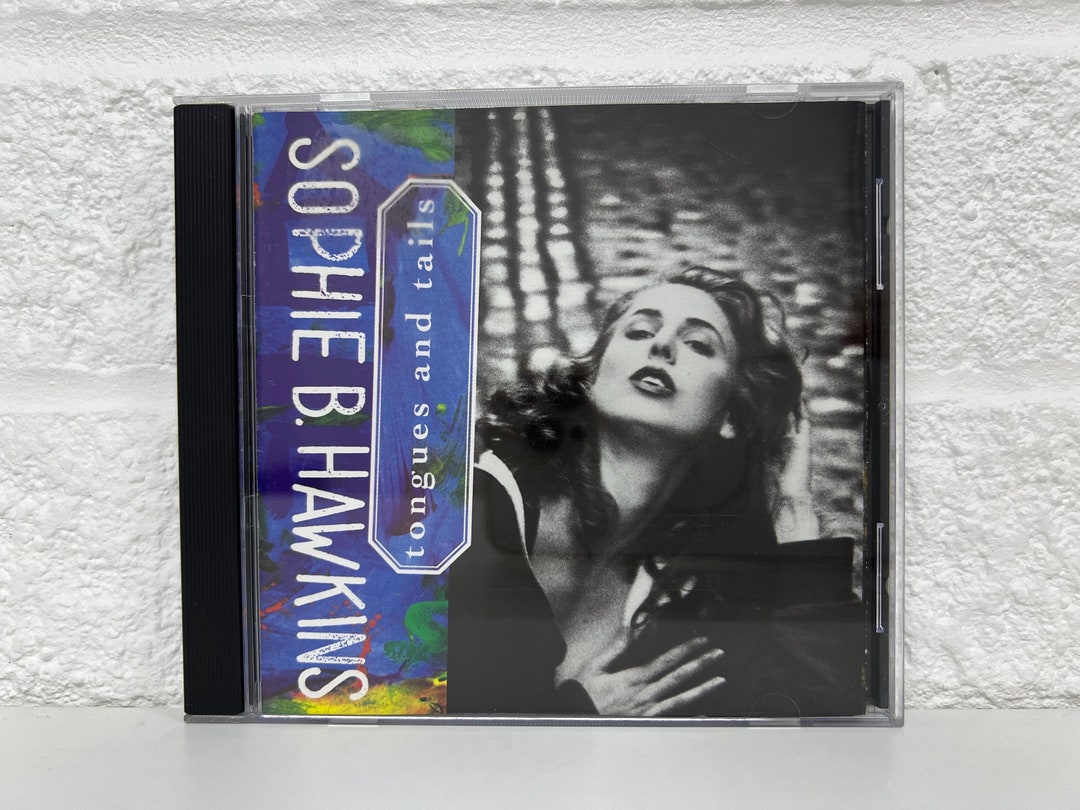 SOPHIE B. HAWKINS
tongues and tails